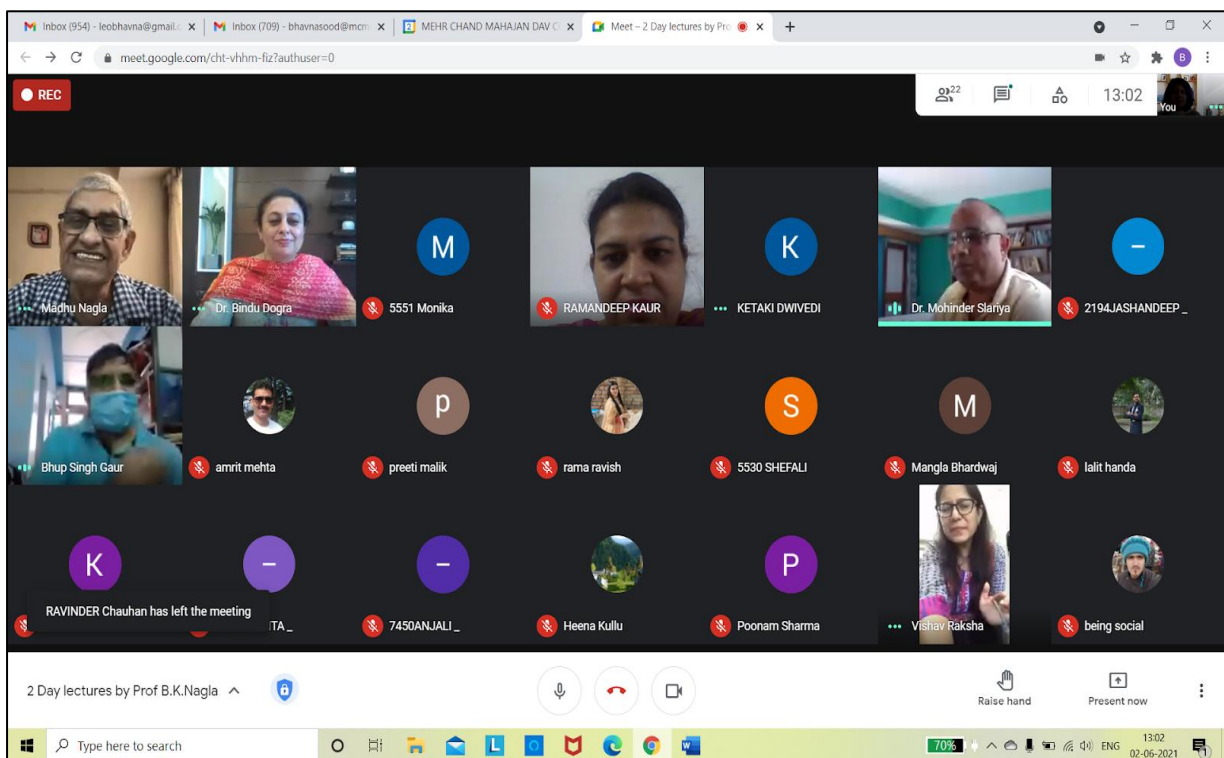 Inbox (954) - leobhavna@gmail.c
Inbox (709) - bhavnasood@mcm
MEHR CHAND MAHAJAN DAV C
Meet – 2 Day lectures by Pro
meet.google.com/cht-vhhm-fiz?authuser=0
B
REC
22
13:02
You
Madhu Nagla
Dr. Bindu Dogra
M
5551 Monika
RAMANDEEP KAUR
K
KETAKI DWIVEDI
Dr. Mohinder Slariya
–
2194JASHANDEEP _
Bhup Singh Gaur
amrit mehta
p
preeti malik
rama ravish
S
5530 SHEFALI
M
Mangla Bhardwaj
lalit handa
K
RAVINDER Chauhan has left the meeting
–
ITA _
–
7450ANJALI _
Heena Kullu
P
Poonam Sharma
Vishav Raksha
being social
2 Day lectures by Prof B.K.Nagla
Raise hand
Present now
Type here to search
L
70%
ENG
13:02
02-06-2021